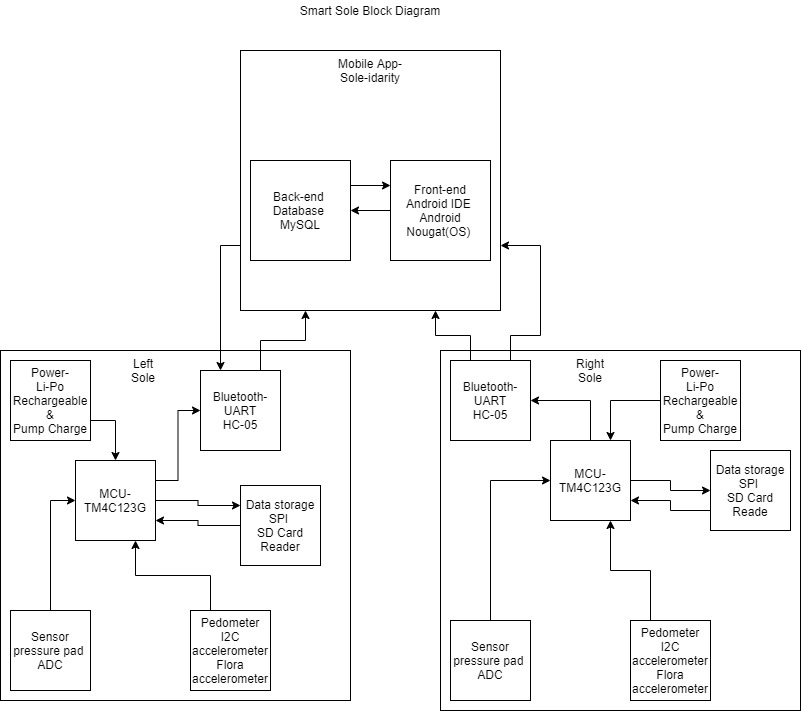 Smart Sole Block Diagram
Mobile App-
Sole-idarity
Back-end
Database
MySQL
Front-end
Android IDE
Android
Nougat(OS)
Left
Sole
Power-
Li-Po
Rechargeable
&
Pump Charge
Bluetooth-
UART
HC-05
MCU-
TM4C123G
Data storage
SPI
SD Card
Reader
Sensor
pressure pad
ADC
Pedometer
I2C
accelerometer
Flora
accelerometer
Right
Sole
Bluetooth-
UART
HC-05
Power-
Li-Po
Rechargeable
&
Pump Charge
MCU-
TM4C123G
Data storage
SPI
SD Card
Reade
Sensor
pressure pad
ADC
Pedometer
I2C
accelerometer
Flora
accelerometer